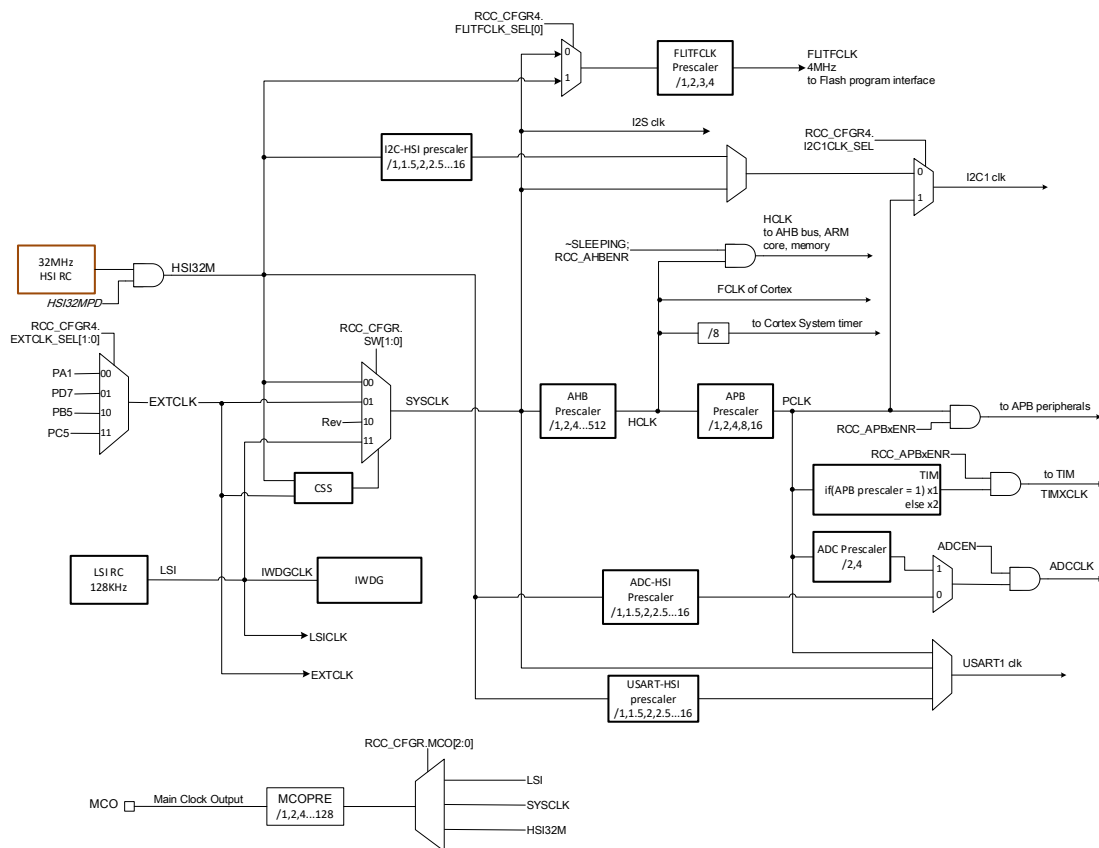 RCC_CFGR4.
FLITFCLK_SEL[0]
0
1
FLITFCLK
Prescaler
/1,2,3,4
FLITFCLK
4MHz
to Flash program interface
I2S clk
RCC_CFGR4.
I2C1CLK_SEL
I2C-HSI prescaler
/1,1.5,2,2.5...16
0
1
I2C1 clk
32MHz
HSI RC
HSI32MPD
HSI32M
~SLEEPING;
RCC_AHBENR
HCLK
to AHB bus, ARM
core, memory
FCLK of Cortex
/8
to Cortex System timer
RCC_CFGR4.
EXTCLK_SEL[1:0]
PA1
PD7
PB5
PC5
00
01
10
11
EXTCLK
RCC_CFGR.
SW[1:0]
00
01
Rev
10
11
SYSCLK
CSS
AHB
Prescaler
/1,2,4...512
HCLK
APB
Prescaler
/1,2,4,8,16
PCLK
to APB peripherals
RCC_APBxENR
RCC_APBxENR
TIM
if(APB prescaler = 1) x1
else x2
to TIM
TIMXCLK
LSI RC
128KHz
LSI
IWDGCLK
IWDG
LSICLK
EXTCLK
ADC Prescaler
/2,4
ADCEN
1
0
ADCCLK
ADC-HSI
Prescaler
/1,1.5,2,2.5...16
USART-HSI
prescaler
/1,1.5,2,2.5...16
USART1 clk
RCC_CFGR.MCO[2:0]
MCO
Main Clock Output
MCOPRE
/1,2,4...128
LSI
SYSCLK
HSI32M